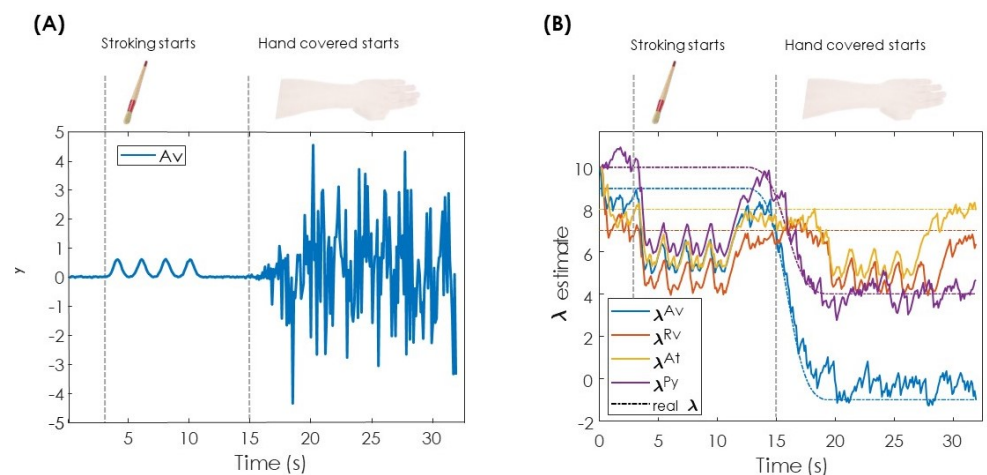 (A)
Stroking starts
Hand covered starts
5
4
3
2
1
0
-1
-2
-3
-4
-5
y
Av
5
10
15
20
25
30
Time (s)
(B)
Stroking starts
Hand covered starts
10
8
6
4
2
0
-2
λ estimate
λAv
λRv
λAt
λPy
real λ
0
5
10
15
20
25
30
Time (s)